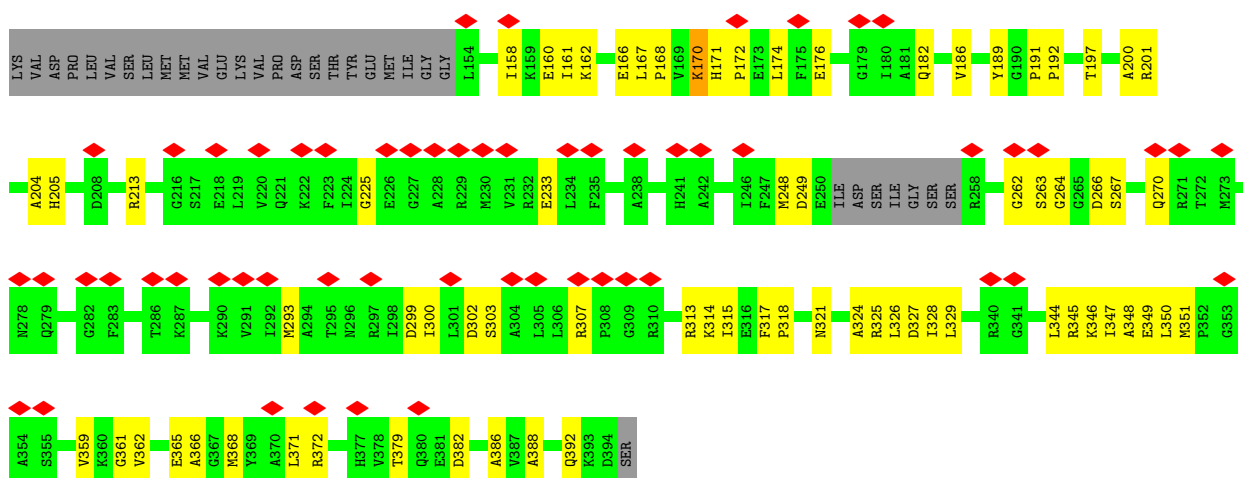 LYS VAL ASP PRO LEU VAL SER LEU MET MET VAL GLU LYS VAL PRO ASP SER THR TYR GLU MET ILE GLY GLY L154 I158 K159 E160 I161 K162 E166 L167 P168 V169 K170 H171 P172 E173 L174 F175 E176 G179 I180 A181 Q182 V186 Y189 G190 P191 P192 T197 A200 R201
A204 H205 D208 R213 G216 S217 E218 L219 V220 Q221 K222 F223 I224 G225 E226 G227 A228 R229 M230 V231 R232 E233 L234 F235 A238 H241 A242 I246 F247 M248 D249 E250 ILE ASP SER ILE GLY SER SER R258 G262 S263 G264 G265 D266 S267 Q270 R271 T272 M273
N278 Q279 G282 F283 T286 K287 K290 V291 I292 M293 A294 T295 N296 R297 I298 D299 I300 L301 D302 S303 A304 L305 L306 R307 P308 G309 R310 R313 K314 I315 E316 F317 P318 N321 A324 R325 L326 D327 I328 L329 R340 G341 L344 R345 K346 I347 A348 E349 L350 M351 P352 G353
A354 S355 V359 K360 G361 V362 E365 A366 G367 M368 Y369 A370 L371 R372 H377 V378 T379 Q380 E381 D382 A386 V387 A388 Q392 K393 D394 SER